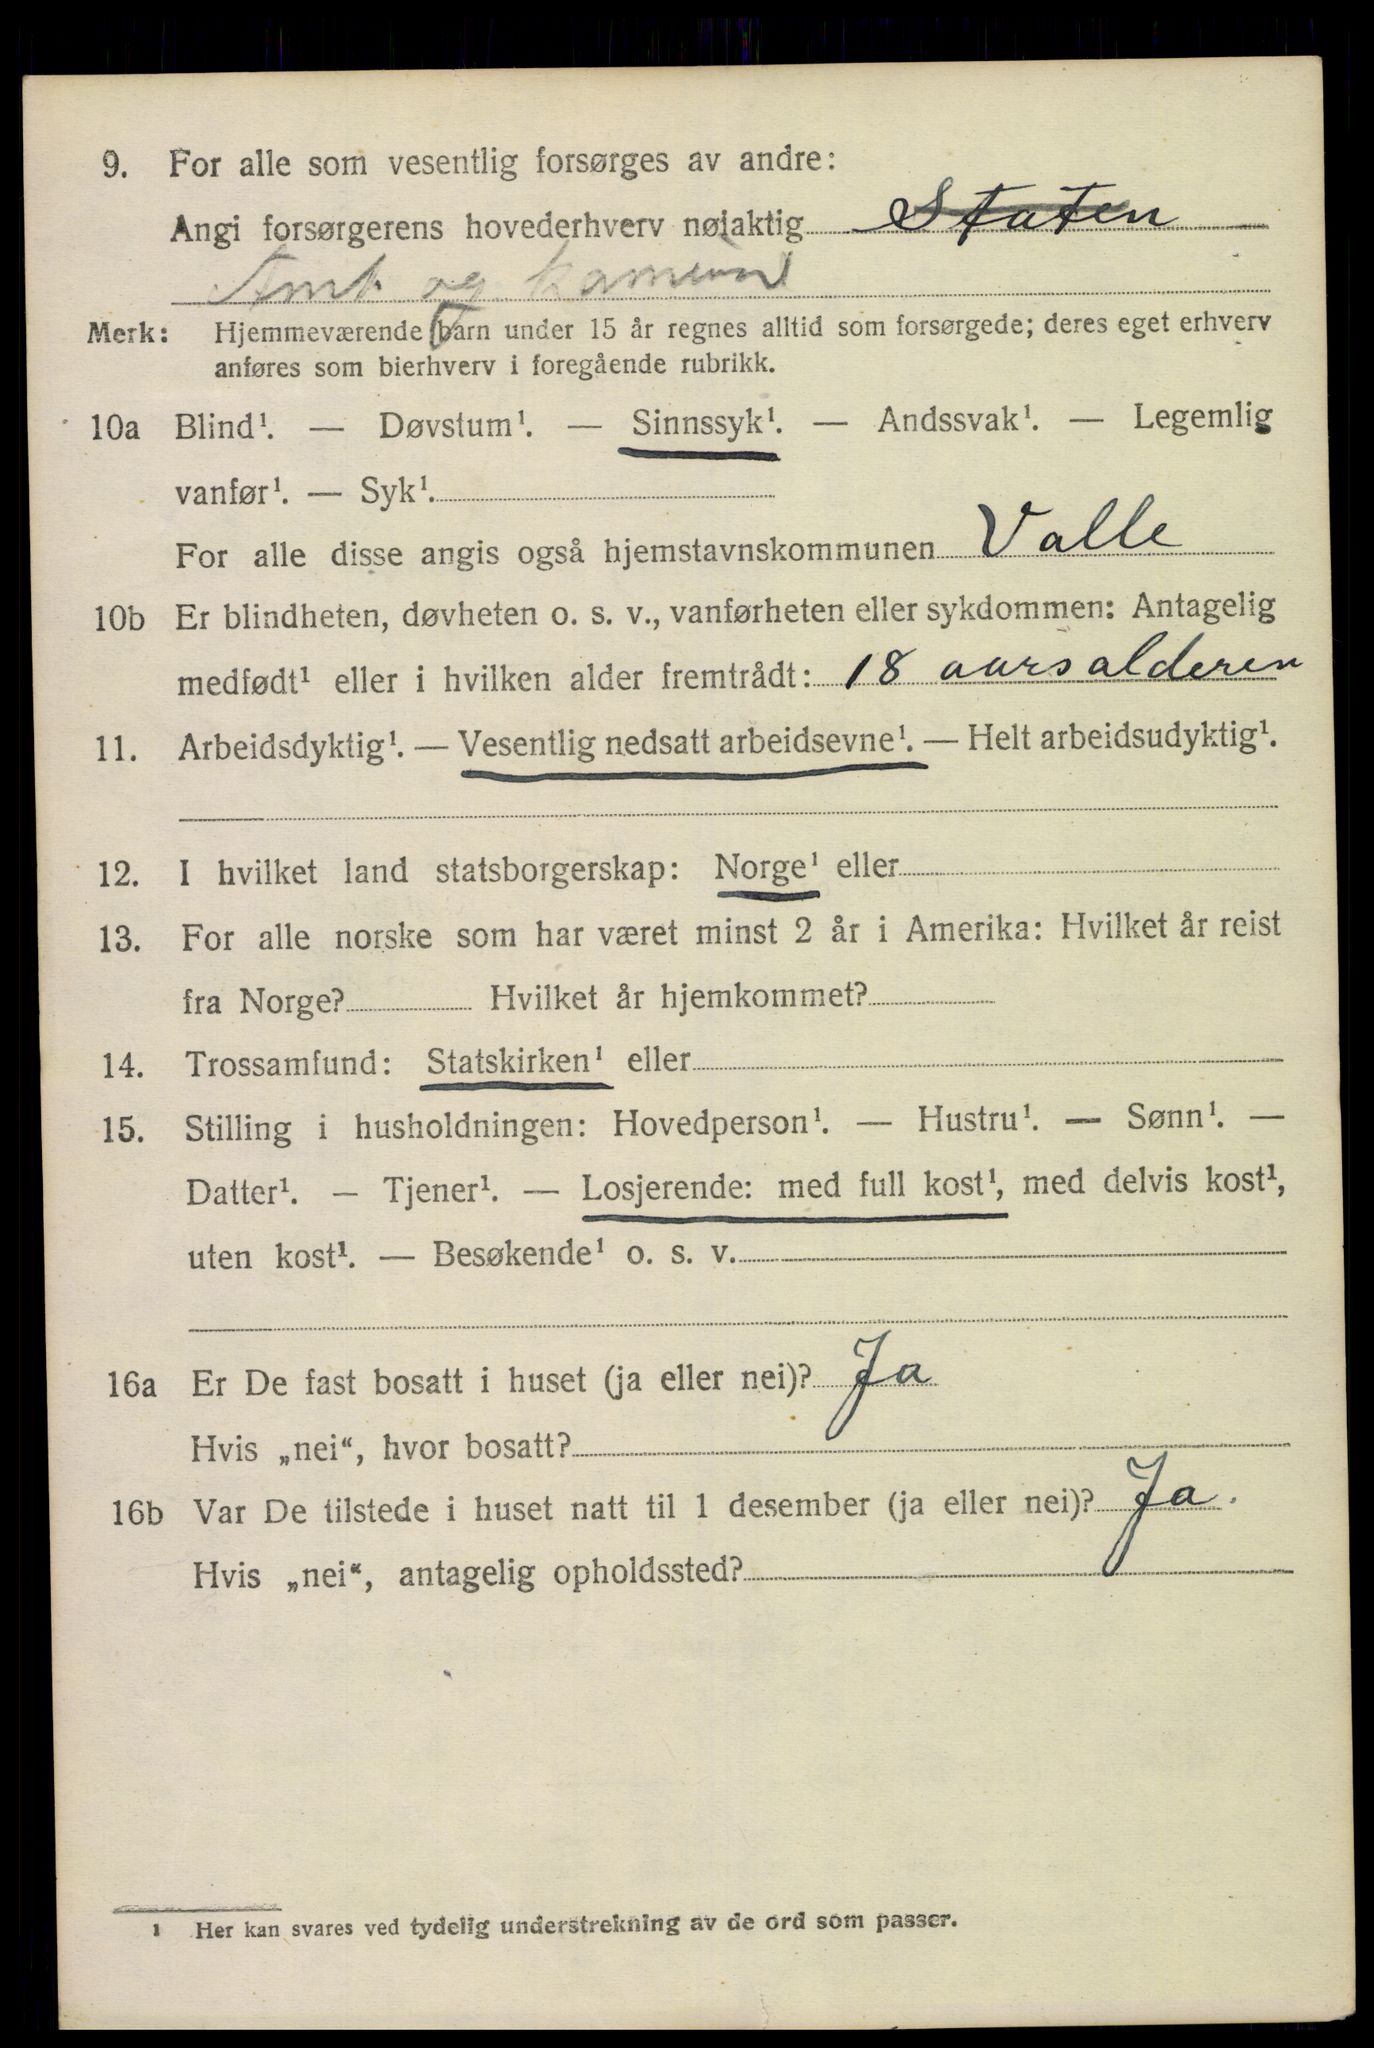 9. For alle som vesentlig forsørges av andre:
Angi forsørgerens hovederhverv nøiaktig Staten
Amt og kamun
Merk: Hjemmeværende barn under 15 år regnes alltid som forsørgede; deres eget erhverv
anføres som bierhverv i foregående rubrikk.
10a Blind¹. — Døvstum¹. — Sinnssyk¹. — Andssvak¹. — Legemlig
vanfør¹. — Syk¹.
For alle disse angis også hjemstavnskommunen Valle
10b Er blindheten, døvheten o. s. v., vanførheten eller sykdommen: Antagelig
medfødt¹ eller i hvilken alder fremtrådt: 18 aarsalderen
11. Arbeidsdyktig¹. — Vesentlig nedsatt arbeidsevne¹. — Helt arbeidsudyktig¹.
12. I hvilket land statsborgerskap: Norge¹ eller
13. For alle norske som har været minst 2 år i Amerika: Hvilket år reist
fra Norge? Hvilket år hjemkommet?
14. Trossamfund: Statskirken¹ eller
15. Stilling i husholdningen: Hovedperson¹. — Hustru¹. — Sønn¹. —
Datter¹. — Tjener¹. — Losjerende: med full kost¹, med delvis kost¹,
uten kost¹. — Besøkende¹ o. s. v.
16a Er De fast bosatt i huset (ja eller nei)? Ja
Hvis „nei“, hvor bosatt?
16b Var De tilstede i huset natt til 1 desember (ja eller nei)? Ja.
Hvis „nei“, antagelig opholdssted?
¹ Her kan svares ved tydelig understrekning av de ord som passer.